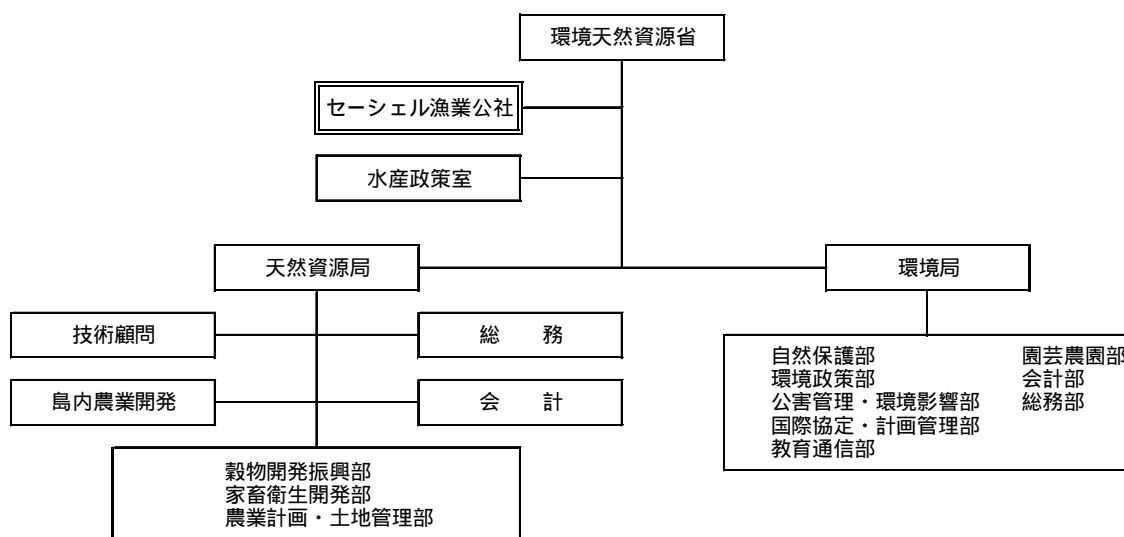 環境天然資源省
セーシェル漁業公社
水産政策室
天然資源局
環境局
技術顧問
総　　務
島内農業開発
会　　計
自然保護部
環境政策部
公害管理・環境影響部
国際協定・計画管理部
教育通信部
園芸農園部
会計部
総務部
穀物開発振興部
家畜衛生開発部
農業計画・土地管理部